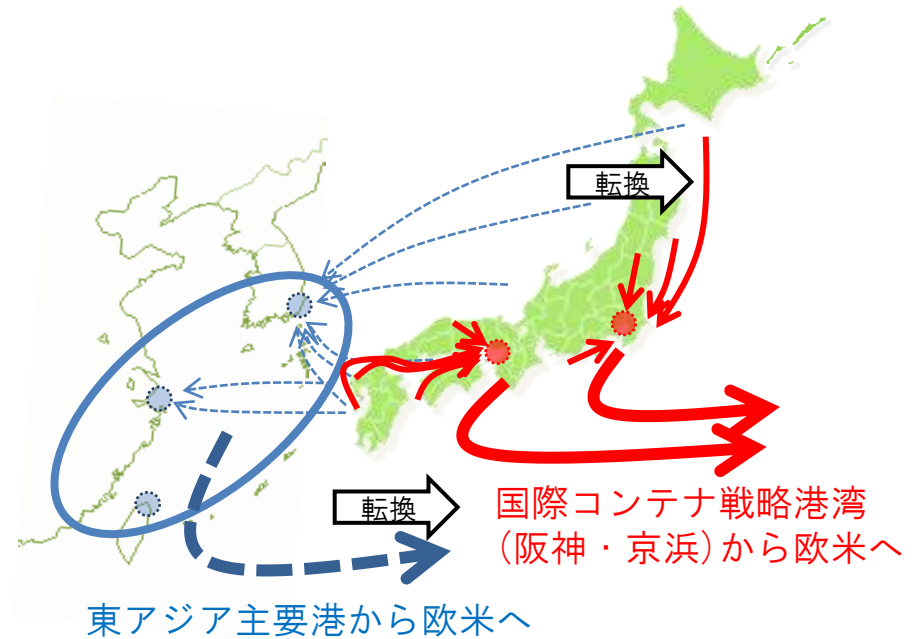 転換
転換
国際コンテナ戦略港湾
(阪神・京浜)から欧米へ
東アジア主要港から欧米へ